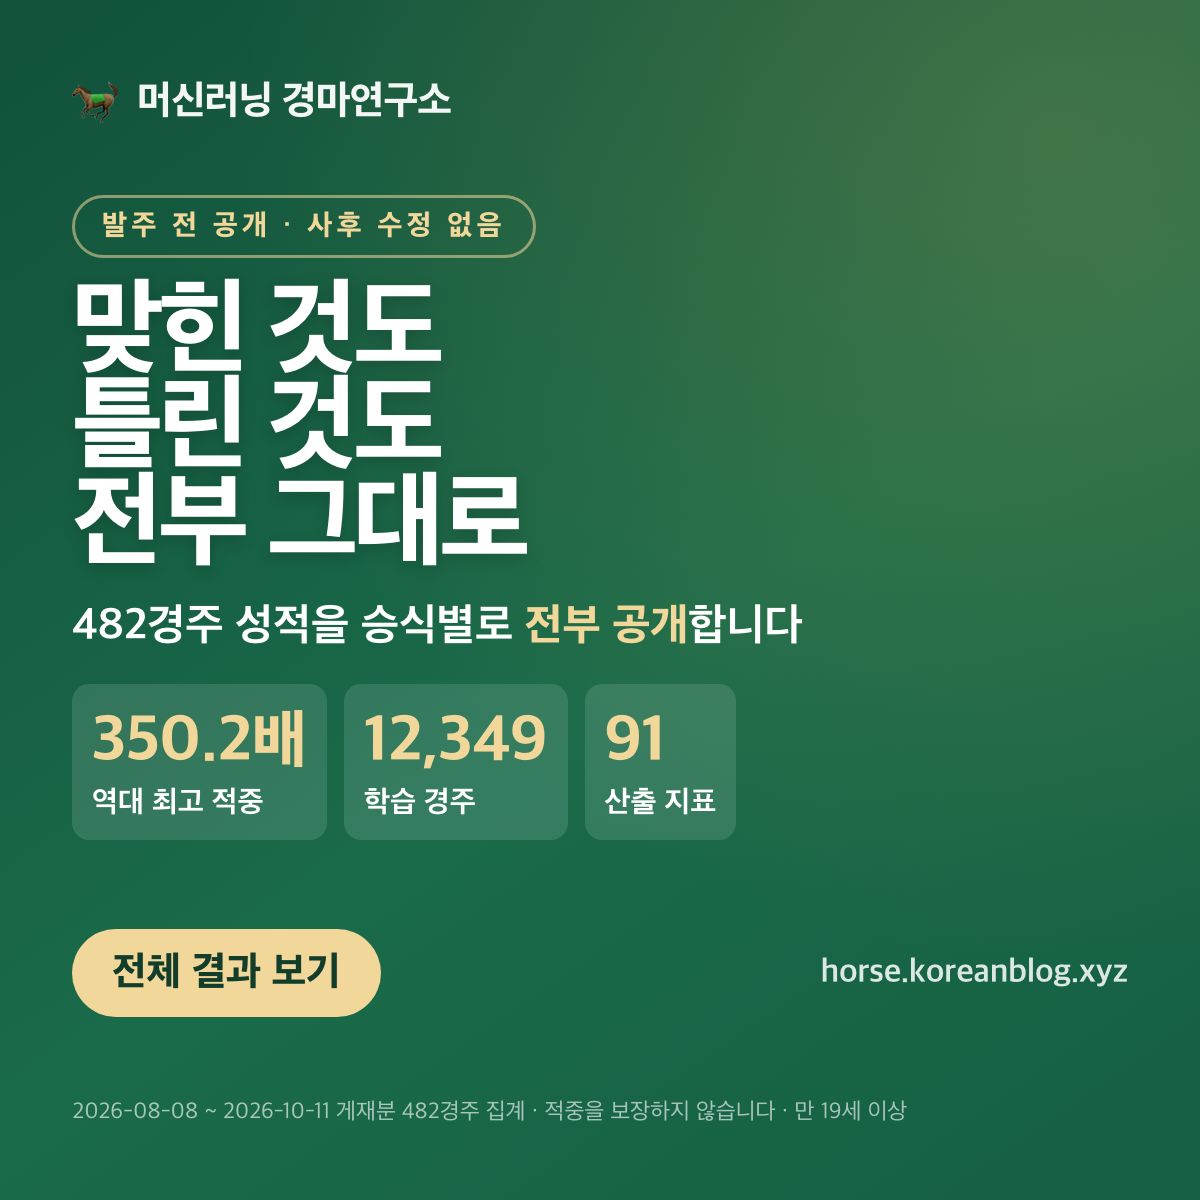 머신러닝 경마연구소
발주 전 공개 · 사후 수정 없음
맞힌 것도
틀린 것도
전부 그대로
482경주 성적을 승식별로 전부 공개합니다
350.2배
역대 최고 적중
12,349
학습 경주
91
산출 지표
전체 결과 보기
horse.koreanblog.xyz
2026-08-08 ~ 2026-10-11 게재분 482경주 집계 · 적중을 보장하지 않습니다 · 만 19세 이상